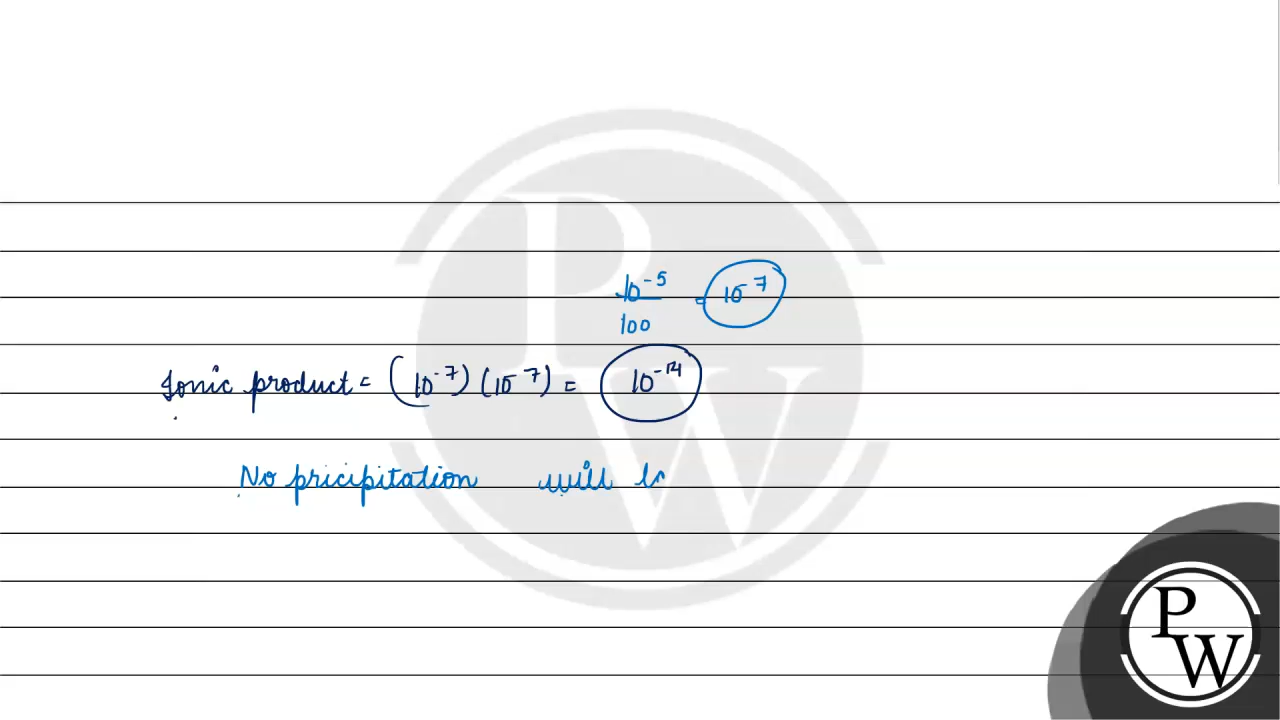 10⁻⁵
100
= 10⁻⁷
Ionic product = (10⁻⁷) (10⁻⁷) = 10⁻¹⁴
No pricipitation will
P
W
P
W